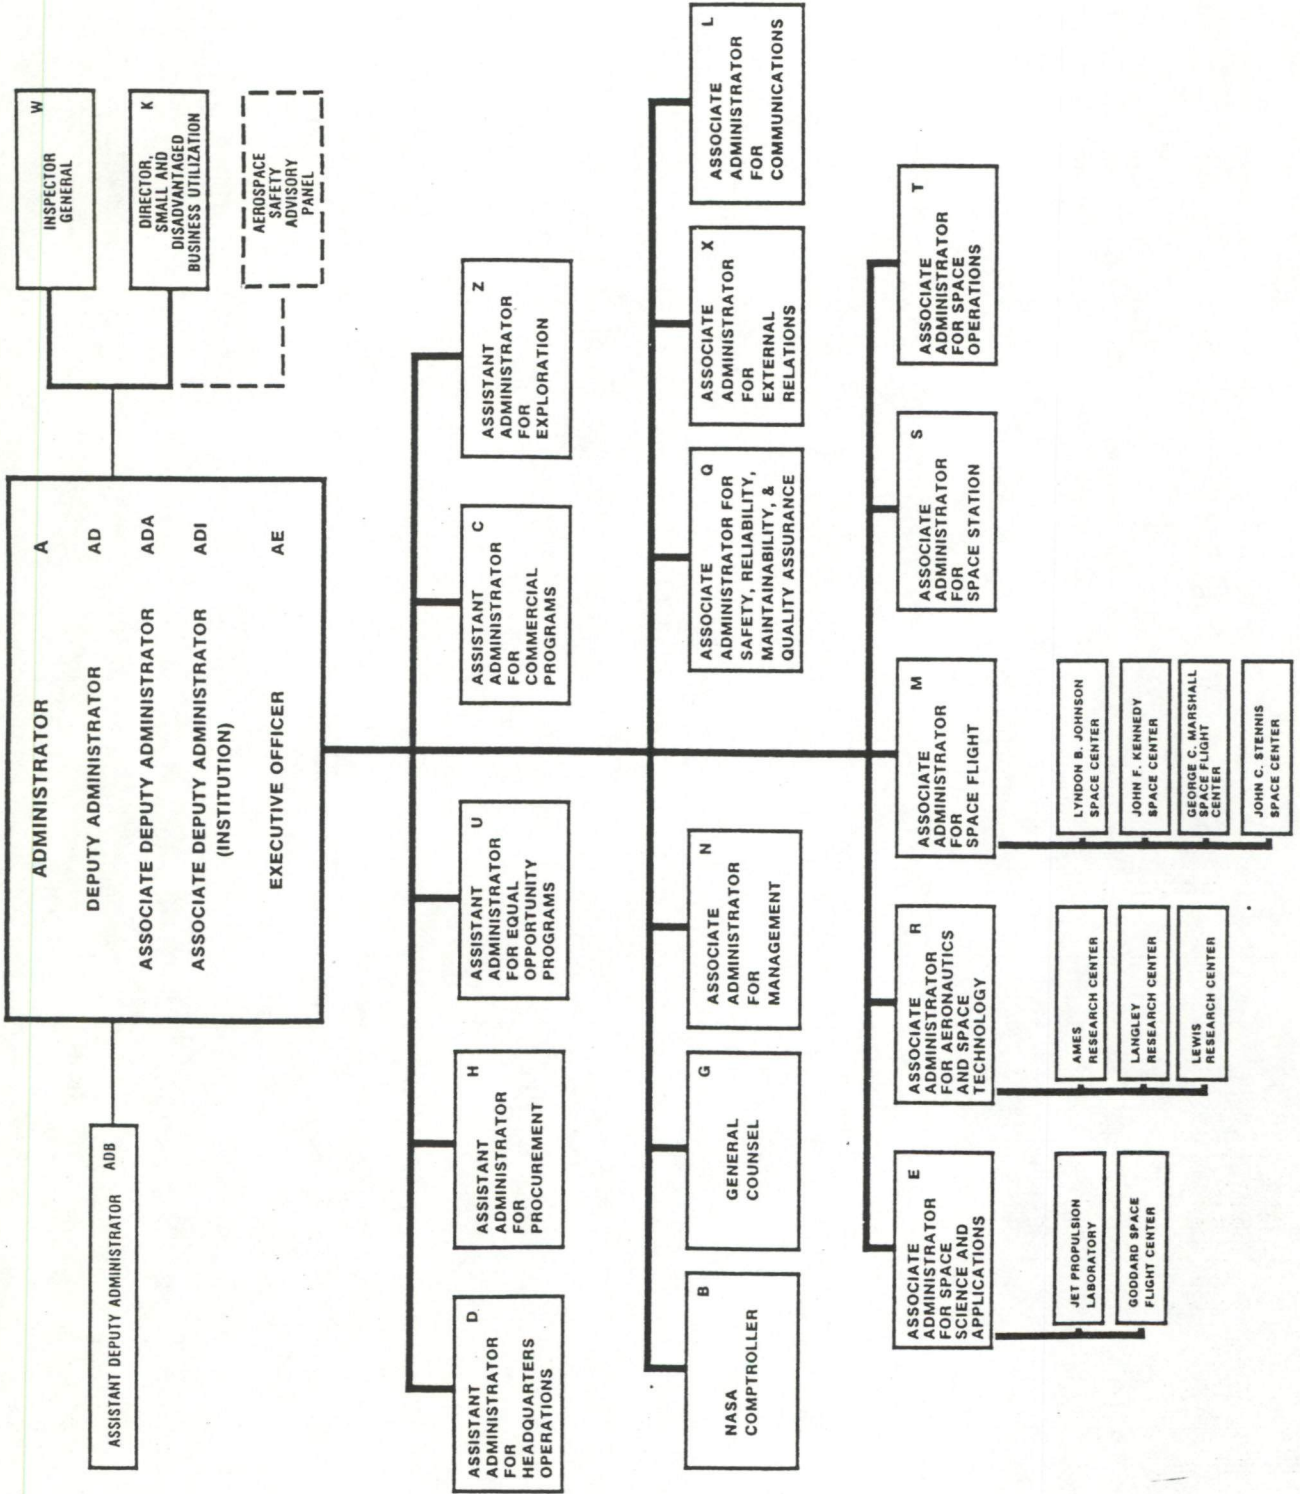 ADMINISTRATOR A
DEPUTY ADMINISTRATOR AD
ASSOCIATE DEPUTY ADMINISTRATOR ADA
ASSOCIATE DEPUTY ADMINISTRATOR ADI
(INSTITUTION)
EXECUTIVE OFFICER AE
ASSISTANT DEPUTY ADMINISTRATOR ADB
INSPECTOR
GENERAL
W
DIRECTOR,
SMALL AND
DISADVANTAGED
BUSINESS UTILIZATION
K
AEROSPACE
SAFETY
ADVISORY
PANEL
ASSISTANT D
ADMINISTRATOR
FOR
HEADQUARTERS
OPERATIONS
ASSISTANT H
ADMINISTRATOR
FOR
PROCUREMENT
ASSISTANT U
ADMINISTRATOR
FOR EQUAL
OPPORTUNITY
PROGRAMS
ASSISTANT C
ADMINISTRATOR
FOR
COMMERCIAL
PROGRAMS
ASSISTANT Z
ADMINISTRATOR
FOR
EXPLORATION
B
NASA
COMPTROLLER
G
GENERAL
COUNSEL
ASSOCIATE N
ADMINISTRATOR
FOR
MANAGEMENT
ASSOCIATE Q
ADMINISTRATOR FOR
SAFETY, RELIABILITY,
MAINTAINABILITY, &
QUALITY ASSURANCE
ASSOCIATE X
ADMINISTRATOR
FOR
EXTERNAL
RELATIONS
ASSOCIATE L
ADMINISTRATOR
FOR
COMMUNICATIONS
ASSOCIATE E
ADMINISTRATOR
FOR SPACE
SCIENCE AND
APPLICATIONS
ASSOCIATE R
ADMINISTRATOR
FOR AERONAUTICS
AND SPACE
TECHNOLOGY
ASSOCIATE M
ADMINISTRATOR
FOR
SPACE FLIGHT
ASSOCIATE S
ADMINISTRATOR
FOR
SPACE STATION
ASSOCIATE T
ADMINISTRATOR
FOR SPACE
OPERATIONS
JET PROPULSION
LABORATORY
GODDARD SPACE
FLIGHT CENTER
AMES
RESEARCH CENTER
LANGLEY
RESEARCH CENTER
LEWIS
RESEARCH CENTER
LYNDON B. JOHNSON
SPACE CENTER
JOHN F. KENNEDY
SPACE CENTER
GEORGE C. MARSHALL
SPACE FLIGHT
CENTER
JOHN C. STENNIS
SPACE CENTER